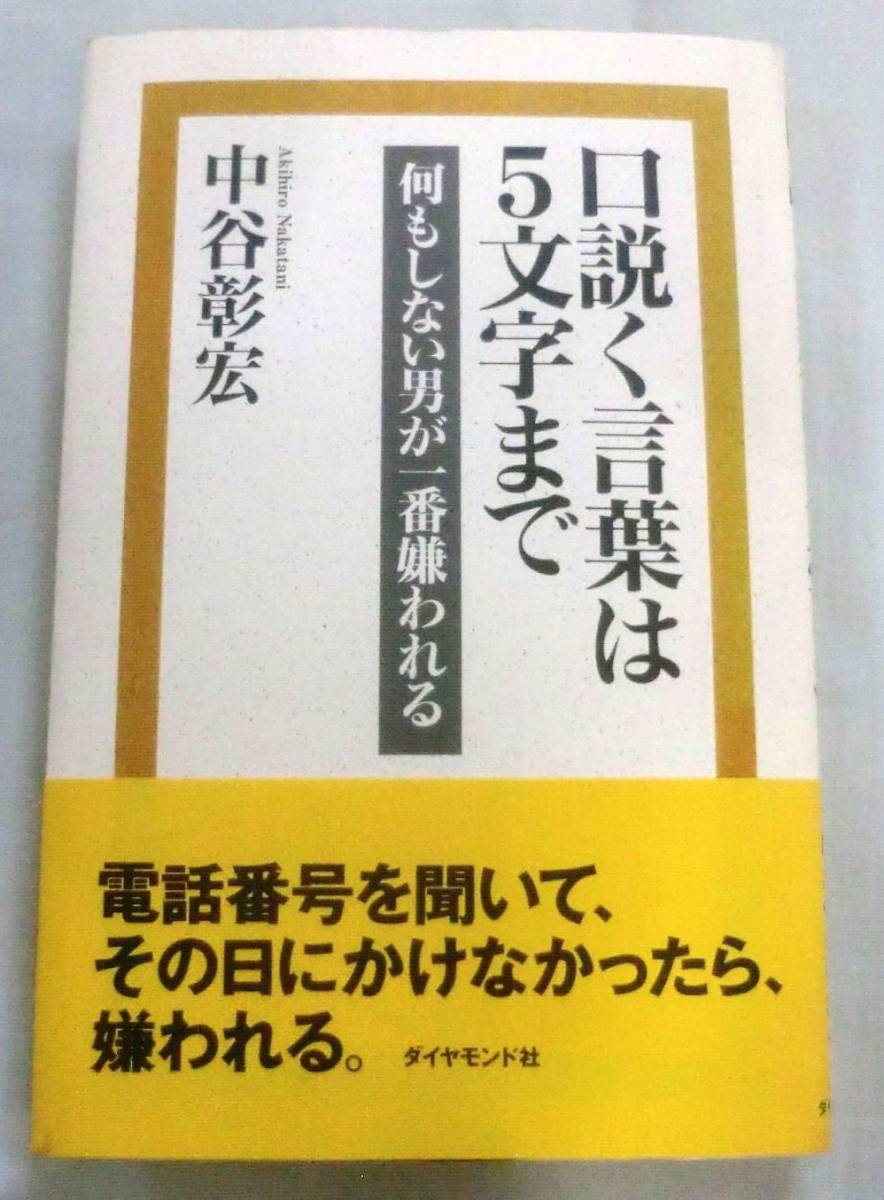 口説く言葉は
5文字まで
何もしない男が一番嫌われる
Akihiro Nakatani
中谷彰宏
電話番号を聞いて、
その日にかけなかったら、
嫌われる。
ダイヤモンド社